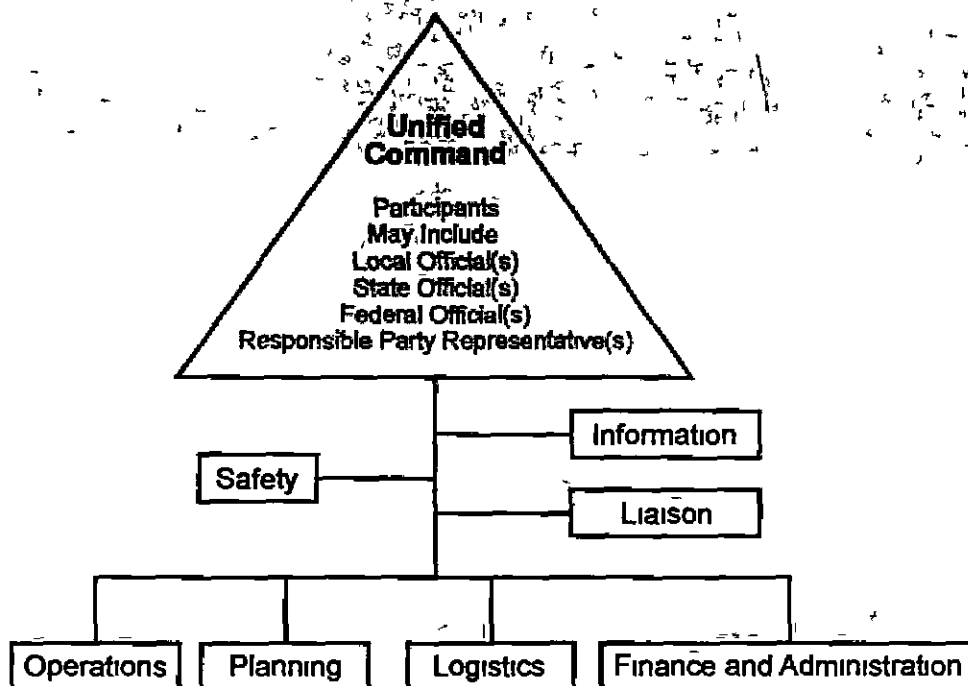 Unified
Command
Participants
May Include
Local Official(s)
State Official(s)
Federal Official(s)
Responsible Party Representative(s)
Information
Safety
Liaison
Operations
Planning
Logistics
Finance and Administration